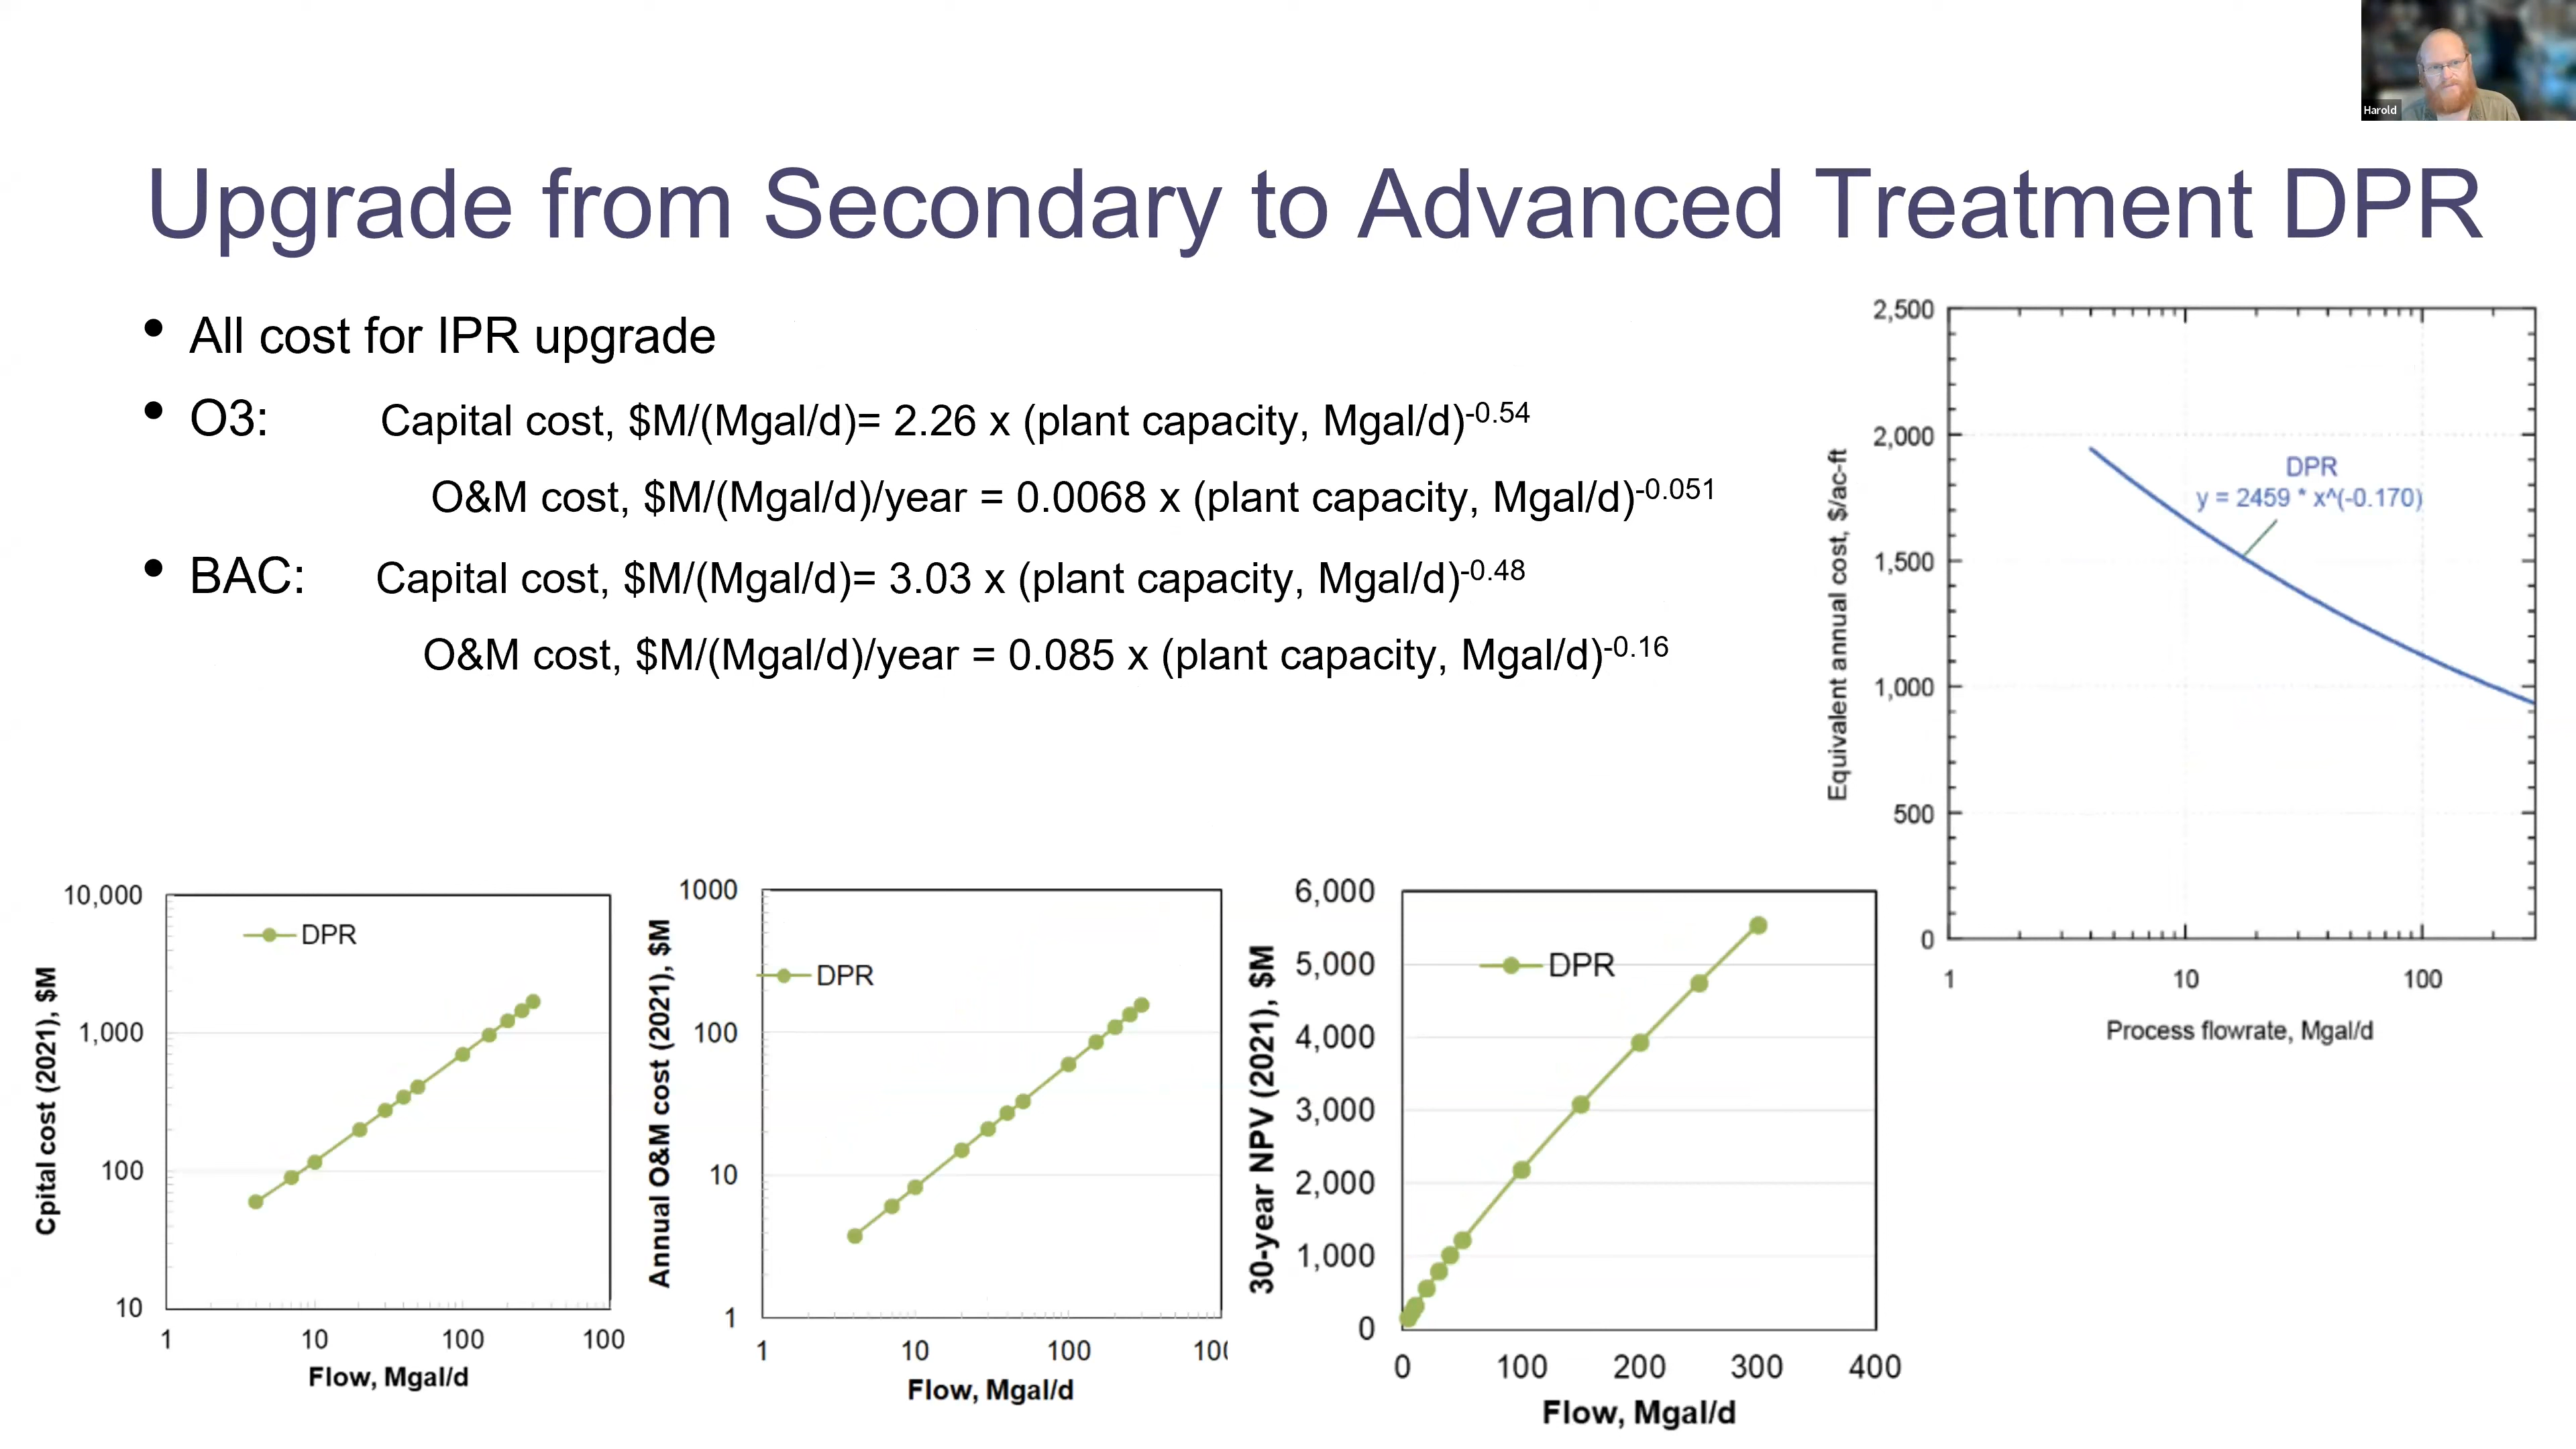 Harold
Upgrade from Secondary to Advanced Treatment DPR
• All cost for IPR upgrade
• O3: Capital cost, $M/(Mgal/d)= 2.26 x (plant capacity, Mgal/d)-0.54
O&M cost, $M/(Mgal/d)/year = 0.0068 x (plant capacity, Mgal/d)-0.051
• BAC: Capital cost, $M/(Mgal/d)= 3.03 x (plant capacity, Mgal/d)-0.48
O&M cost, $M/(Mgal/d)/year = 0.085 x (plant capacity, Mgal/d)-0.16
Equivalent annual cost, $/ac-ft
2,500
2,000
1,500
1,000
500
0
DPR
y = 2459 * x^(-0.170)
1 10 100
Process flowrate, Mgal/d
Cpital cost (2021), $M
10,000
1,000
100
10
DPR
1 10 100 100
Flow, Mgal/d
Annual O&M cost (2021), $M
1000
100
10
1
DPR
1 10 100 100
Flow, Mgal/d
30-year NPV (2021), $M
6,000
5,000
4,000
3,000
2,000
1,000
0
DPR
0 100 200 300 400
Flow, Mgal/d